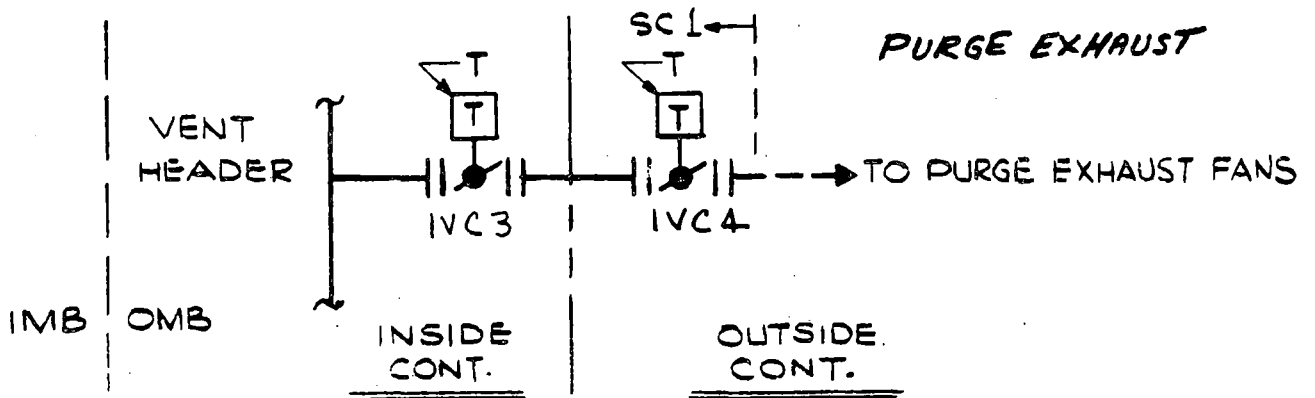 SC 1
PURGE EXHAUST
T
T
T
T
VENT
HEADER
TO PURGE EXHAUST FANS
1VC3
1VC4
IMB
OMB
INSIDE
CONT.
OUTSIDE
CONT.